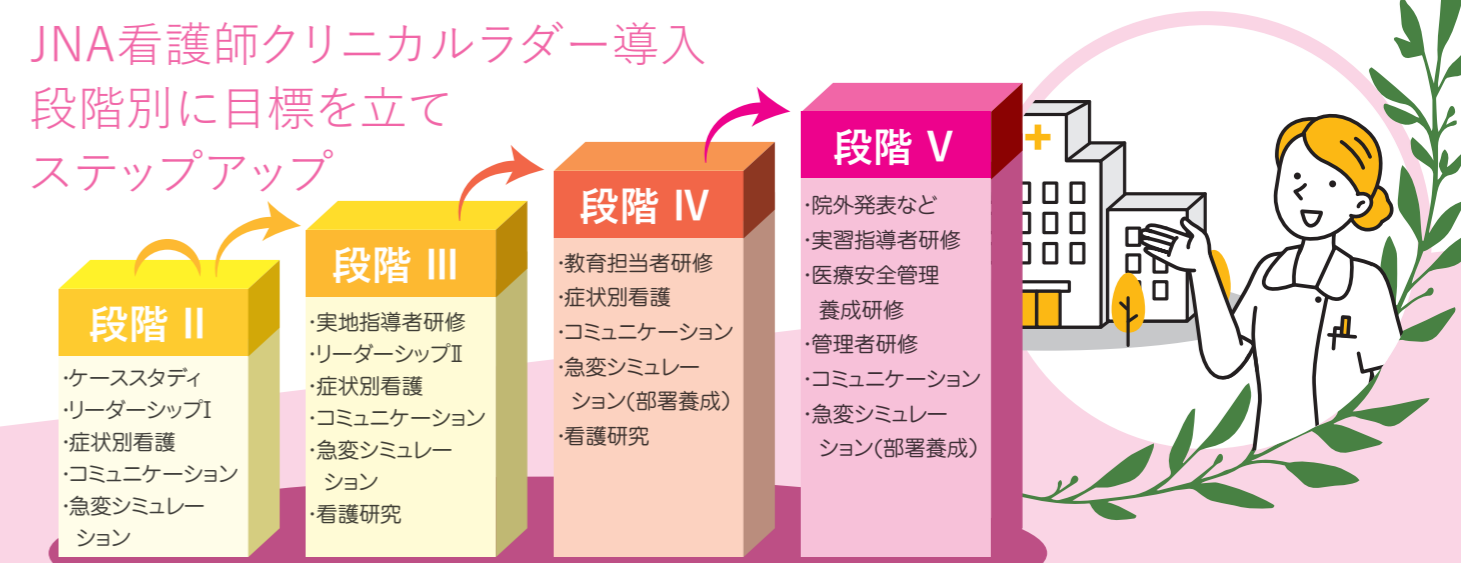 JNA看護師クリニカルラダー導入
段階別に目標を立て
ステップアップ
段階 Ⅱ
・ケーススタディ
・リーダーシップⅠ
・症状別看護
・コミュニケーション
・急変シミュレー
ション
段階 Ⅲ
・実地指導者研修
・リーダーシップⅡ
・症状別看護
・コミュニケーション
・急変シミュレー
ション
・看護研究
段階 Ⅳ
・教育担当者研修
・症状別看護
・コミュニケーション
・急変シミュレー
ション(部署養成)
・看護研究
段階 Ⅴ
・院外発表など
・実習指導者研修
・医療安全管理
養成研修
・管理者研修
・コミュニケーション
・急変シミュレー
ション(部署養成)